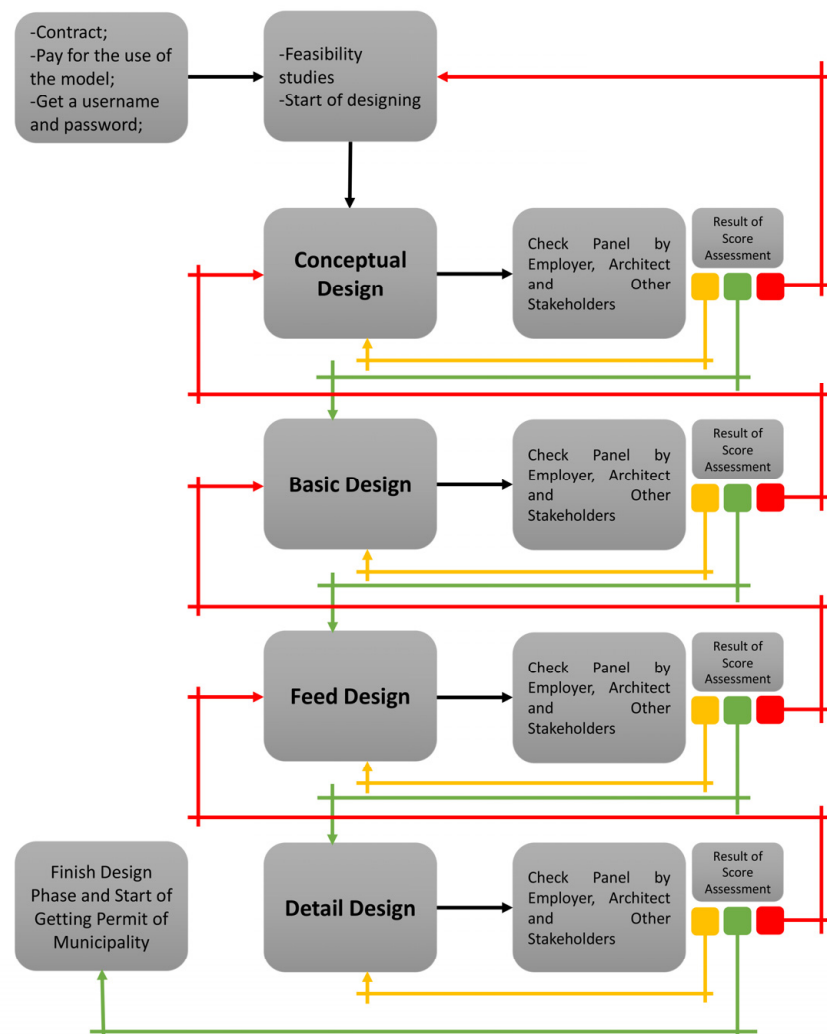 -Contract;
-Pay for the use of
the model;
-Get a username
and password;
-Feasibility
studies
-Start of designing
Conceptual
Design
Check Panel by
Employer, Architect
and Other
Stakeholders
Result of
Score
Assessment
Basic Design
Check Panel by
Employer, Architect
and Other
Stakeholders
Result of
Score
Assessment
Feed Design
Check Panel by
Employer, Architect
and Other
Stakeholders
Result of
Score
Assessment
Finish Design
Phase and Start of
Getting Permit of
Municipality
Detail Design
Check Panel by
Employer, Architect
and Other
Stakeholders
Result of
Score
Assessment